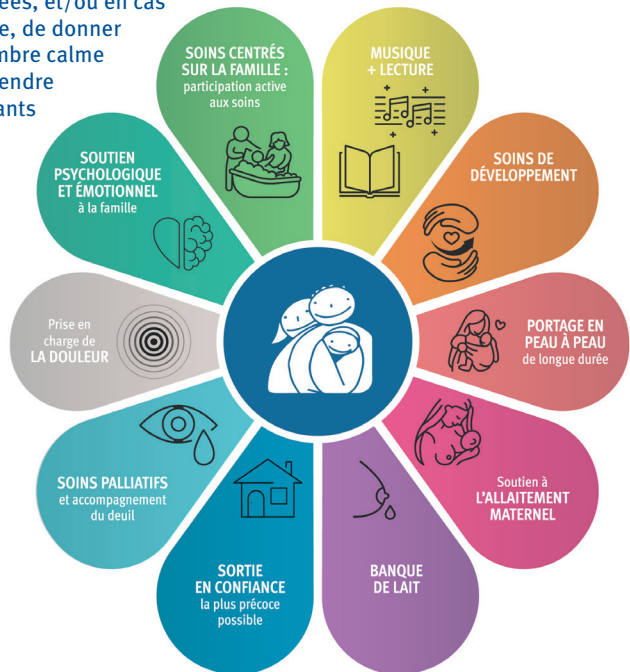 ées, et/ou en cas
e, de donner
mbre calme
endre
ants
SOINS CENTRÉS
SUR LA FAMILLE :
participation active
aux soins
MUSIQUE
+ LECTURE
SOINS DE
DÉVELOPPEMENT
PORTAGE EN
PEAU À PEAU
de longue durée
Soutien à
L'ALLAITEMENT
MATERNEL
BANQUE
DE LAIT
SORTIE
EN CONFIANCE
la plus précoce
possible
SOINS PALLIATIFS
et accompagnement
du deuil
Prise en
charge de
LA DOULEUR
SOUTIEN
PSYCHOLOGIQUE
ET ÉMOTIONNEL
à la famille